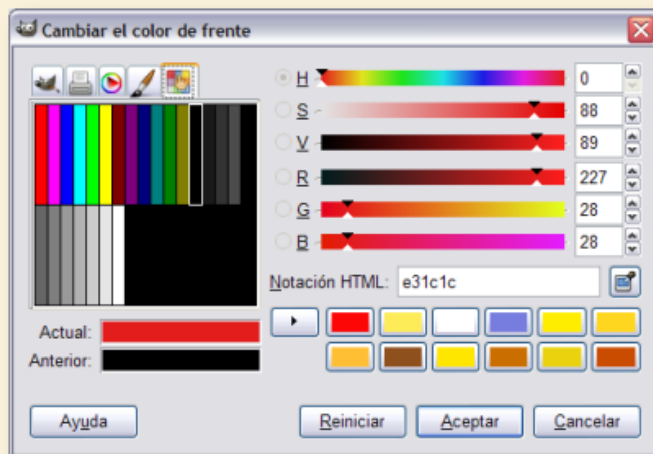 Cambiar el color de frente
H 0
S 88
V 89
R 227
G 28
B 28
Notación HTML: e31c1c
Actual:
Anterior:
Ayuda Reiniciar Aceptar Cancelar